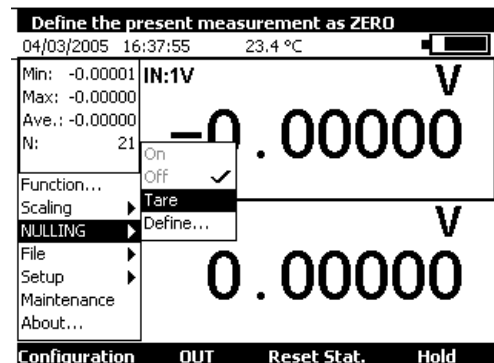 Define the present measurement as ZERO
04/03/2005 16:37:55 23.4 °C
Min: -0.00001
Max: -0.00000
Ave.: -0.00000
N: 21
IN:1V
V
-0.00000
On
Off
Tare
Define...
Function...
Scaling
NULLING
File
Setup
Maintenance
About...
V
0.00000
Configuration OUT Reset Stat. Hold